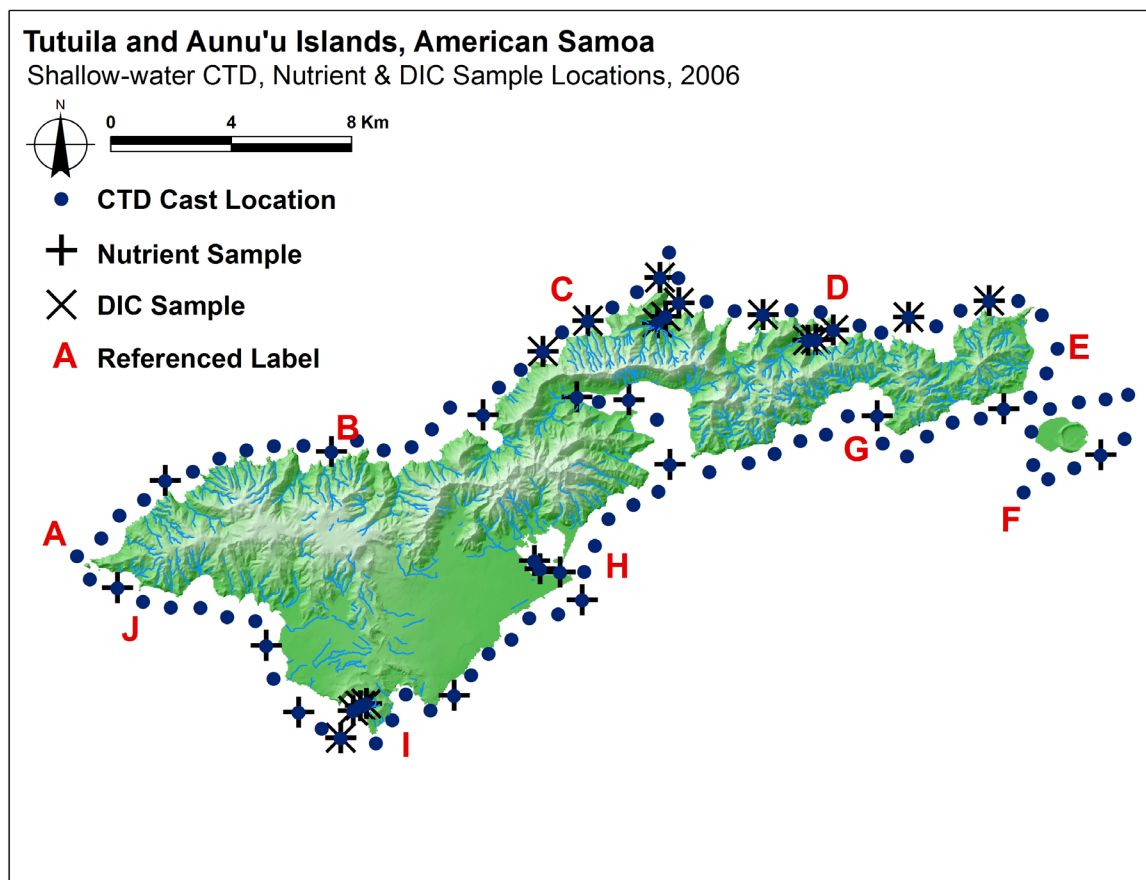 Tutuila and Aunu'u Islands, American Samoa
Shallow-water CTD, Nutrient & DIC Sample Locations, 2006
N
0 4 8 Km
CTD Cast Location
Nutrient Sample
DIC Sample
A Referenced Label
C
D
E
B
G
F
A
H
J
I